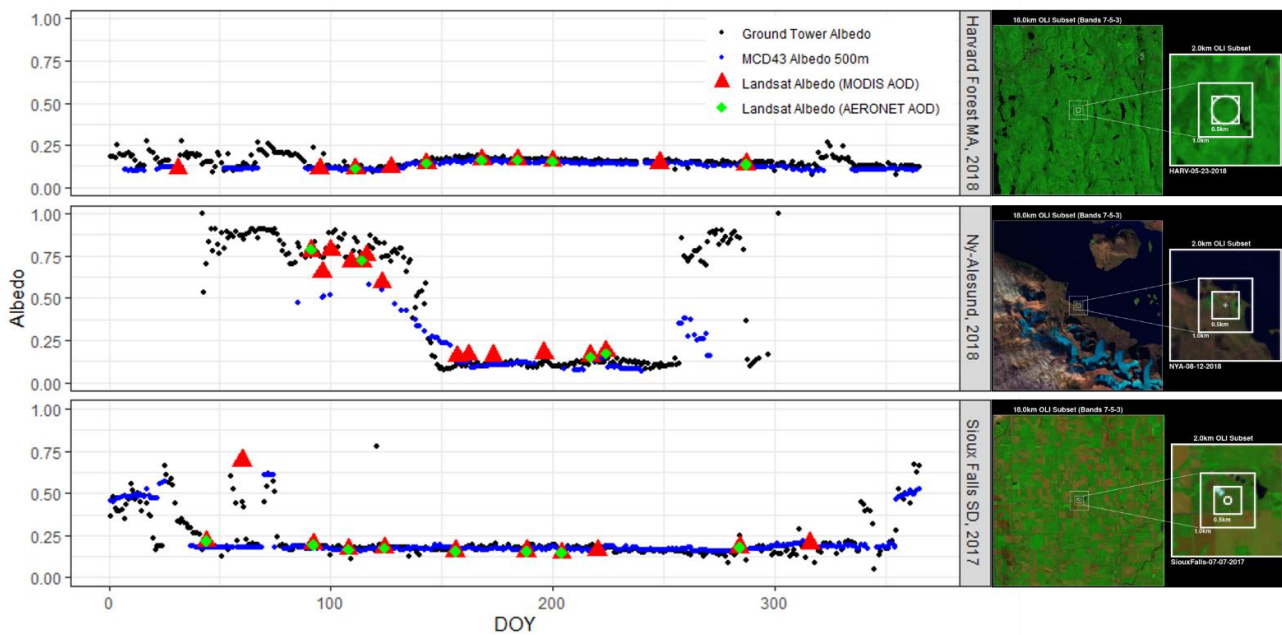 Albedo
1.00
0.75
0.50
0.25
0.00
Ground Tower Albedo
MCD43 Albedo 500m
Landsat Albedo (MODIS AOD)
Landsat Albedo (AERONET AOD)
Harvard Forest MA, 2018
18.0km OLI Subset (Bands 7-5-3)
2.0km OLI Subset
0.5km
1.0km
HARV-05-23-2018
1.00
0.75
0.50
0.25
0.00
Ny-Alesund, 2018
18.0km OLI Subset (Bands 7-5-3)
2.0km OLI Subset
0.5km
1.0km
NYA-08-12-2018
1.00
0.75
0.50
0.25
0.00
Sioux Falls SD, 2017
18.0km OLI Subset (Bands 7-5-3)
2.0km OLI Subset
0.5km
1.0km
SiouxFalls-07-07-2017
0
100
200
300
DOY